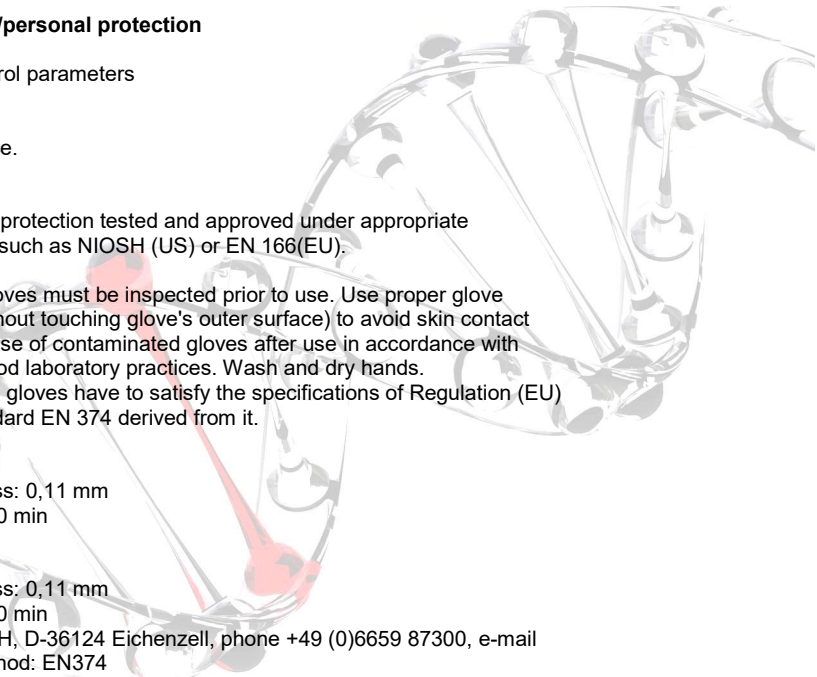 /personal protection
rol parameters
e.
protection tested and approved under appropriate
such as NIOSH (US) or EN 166(EU).
oves must be inspected prior to use. Use proper glove
hout touching glove's outer surface) to avoid skin contact
se of contaminated gloves after use in accordance with
od laboratory practices. Wash and dry hands.
gloves have to satisfy the specifications of Regulation (EU)
dard EN 374 derived from it.
ss: 0,11 mm
0 min
ss: 0,11 mm
0 min
H, D-36124 Eichenzell, phone +49 (0)6659 87300, e-mail
hod: EN374